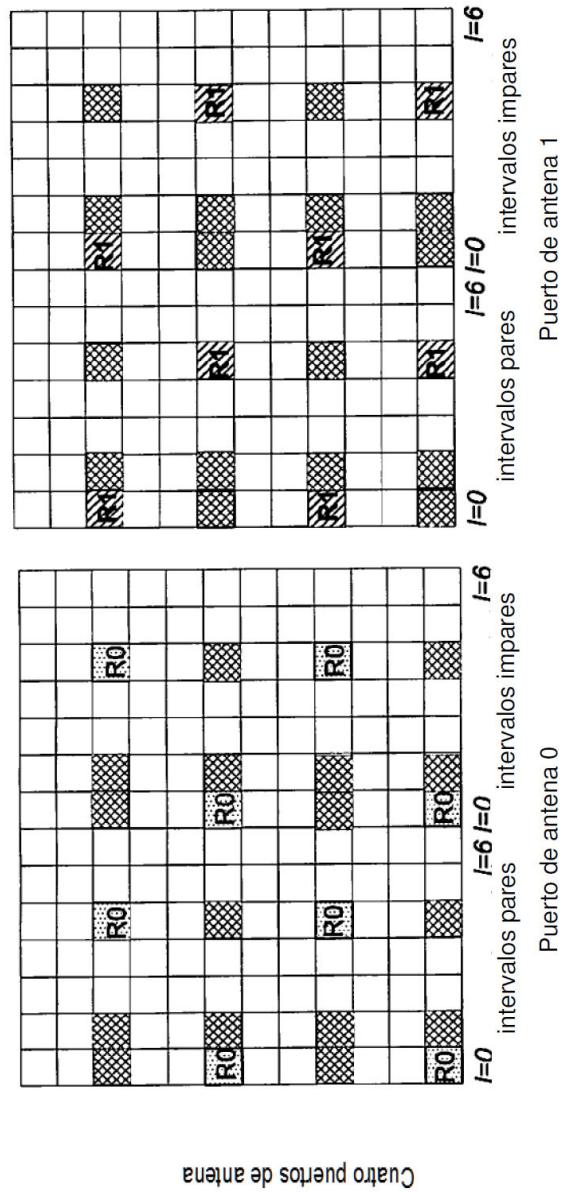 Cuatro puertos de antena
R0 R0
R0 R0
R0 R0
R0 R0
l=0 l=6 l=0 l=6
intervalos pares intervalos impares
Puerto de antena 0
R1 R1
R1 R1
R1 R1
R1 R1
l=0 l=6 l=0 l=6
intervalos pares intervalos impares
Puerto de antena 1